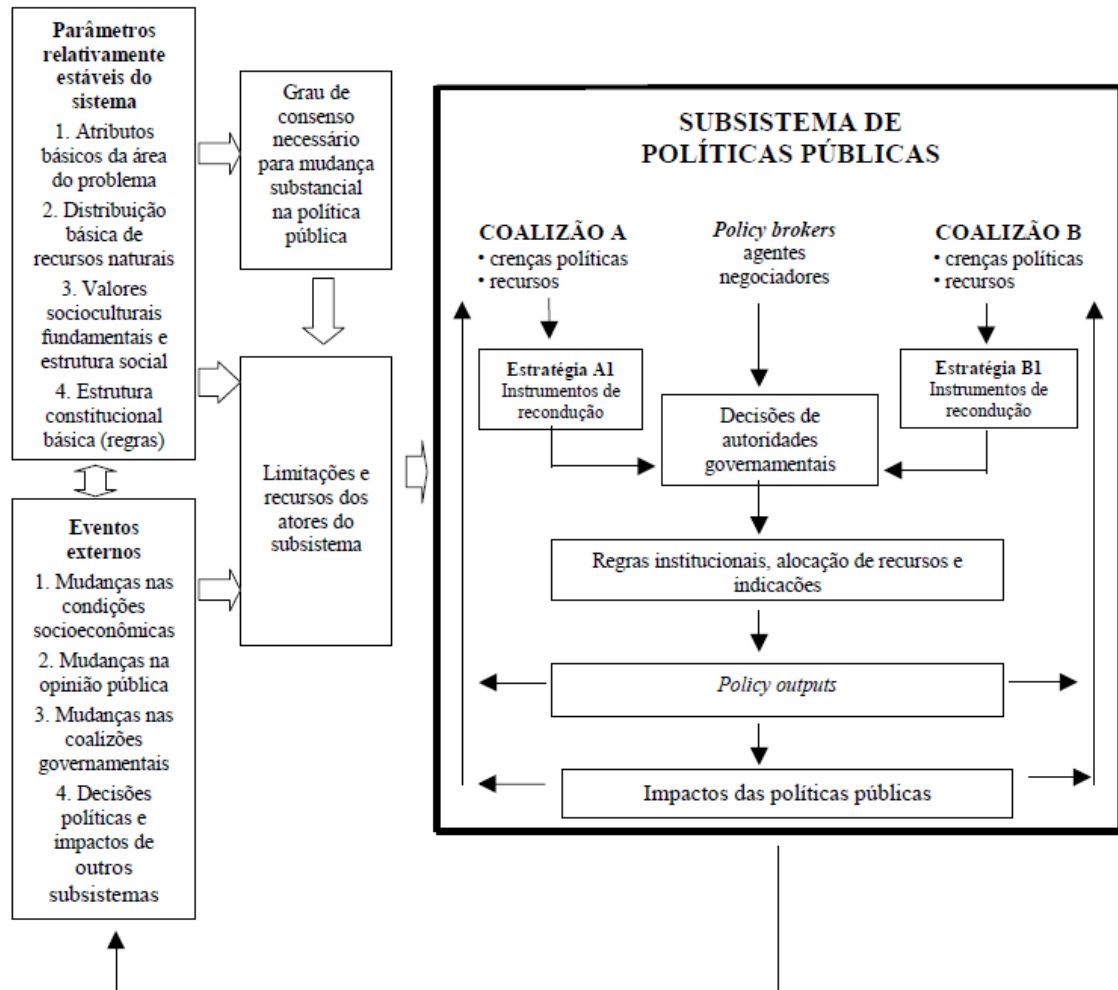 Parâmetros
relativamente
estáveis do
sistema
1. Atributos
básicos da área
do problema
2. Distribuição
básica de
recursos naturais
3. Valores
socioculturais
fundamentais e
estrutura social
4. Estrutura
constitucional
básica (regras)
Eventos
externos
1. Mudanças nas
condições
socioeconômicas
2. Mudanças na
opinião pública
3. Mudanças nas
coalizões
governamentais
4. Decisões
políticas e
impactos de
outros
subsistemas
Grau de
consenso
necessário
para mudança
substancial
na política
pública
Limitações e
recursos dos
atores do
subsistema
SUBSISTEMA DE
POLÍTICAS PÚBLICAS
COALIZÃO A
• crenças políticas
• recursos
Policy brokers
agentes
negociadores
COALIZÃO B
• crenças políticas
• recursos
Estratégia A1
Instrumentos de
recondução
Estratégia B1
Instrumentos de
recondução
Decisões de
autoridades
governamentais
Regras institucionais, alocação de recursos e
indicacões
Policy outputs
Impactos das políticas públicas